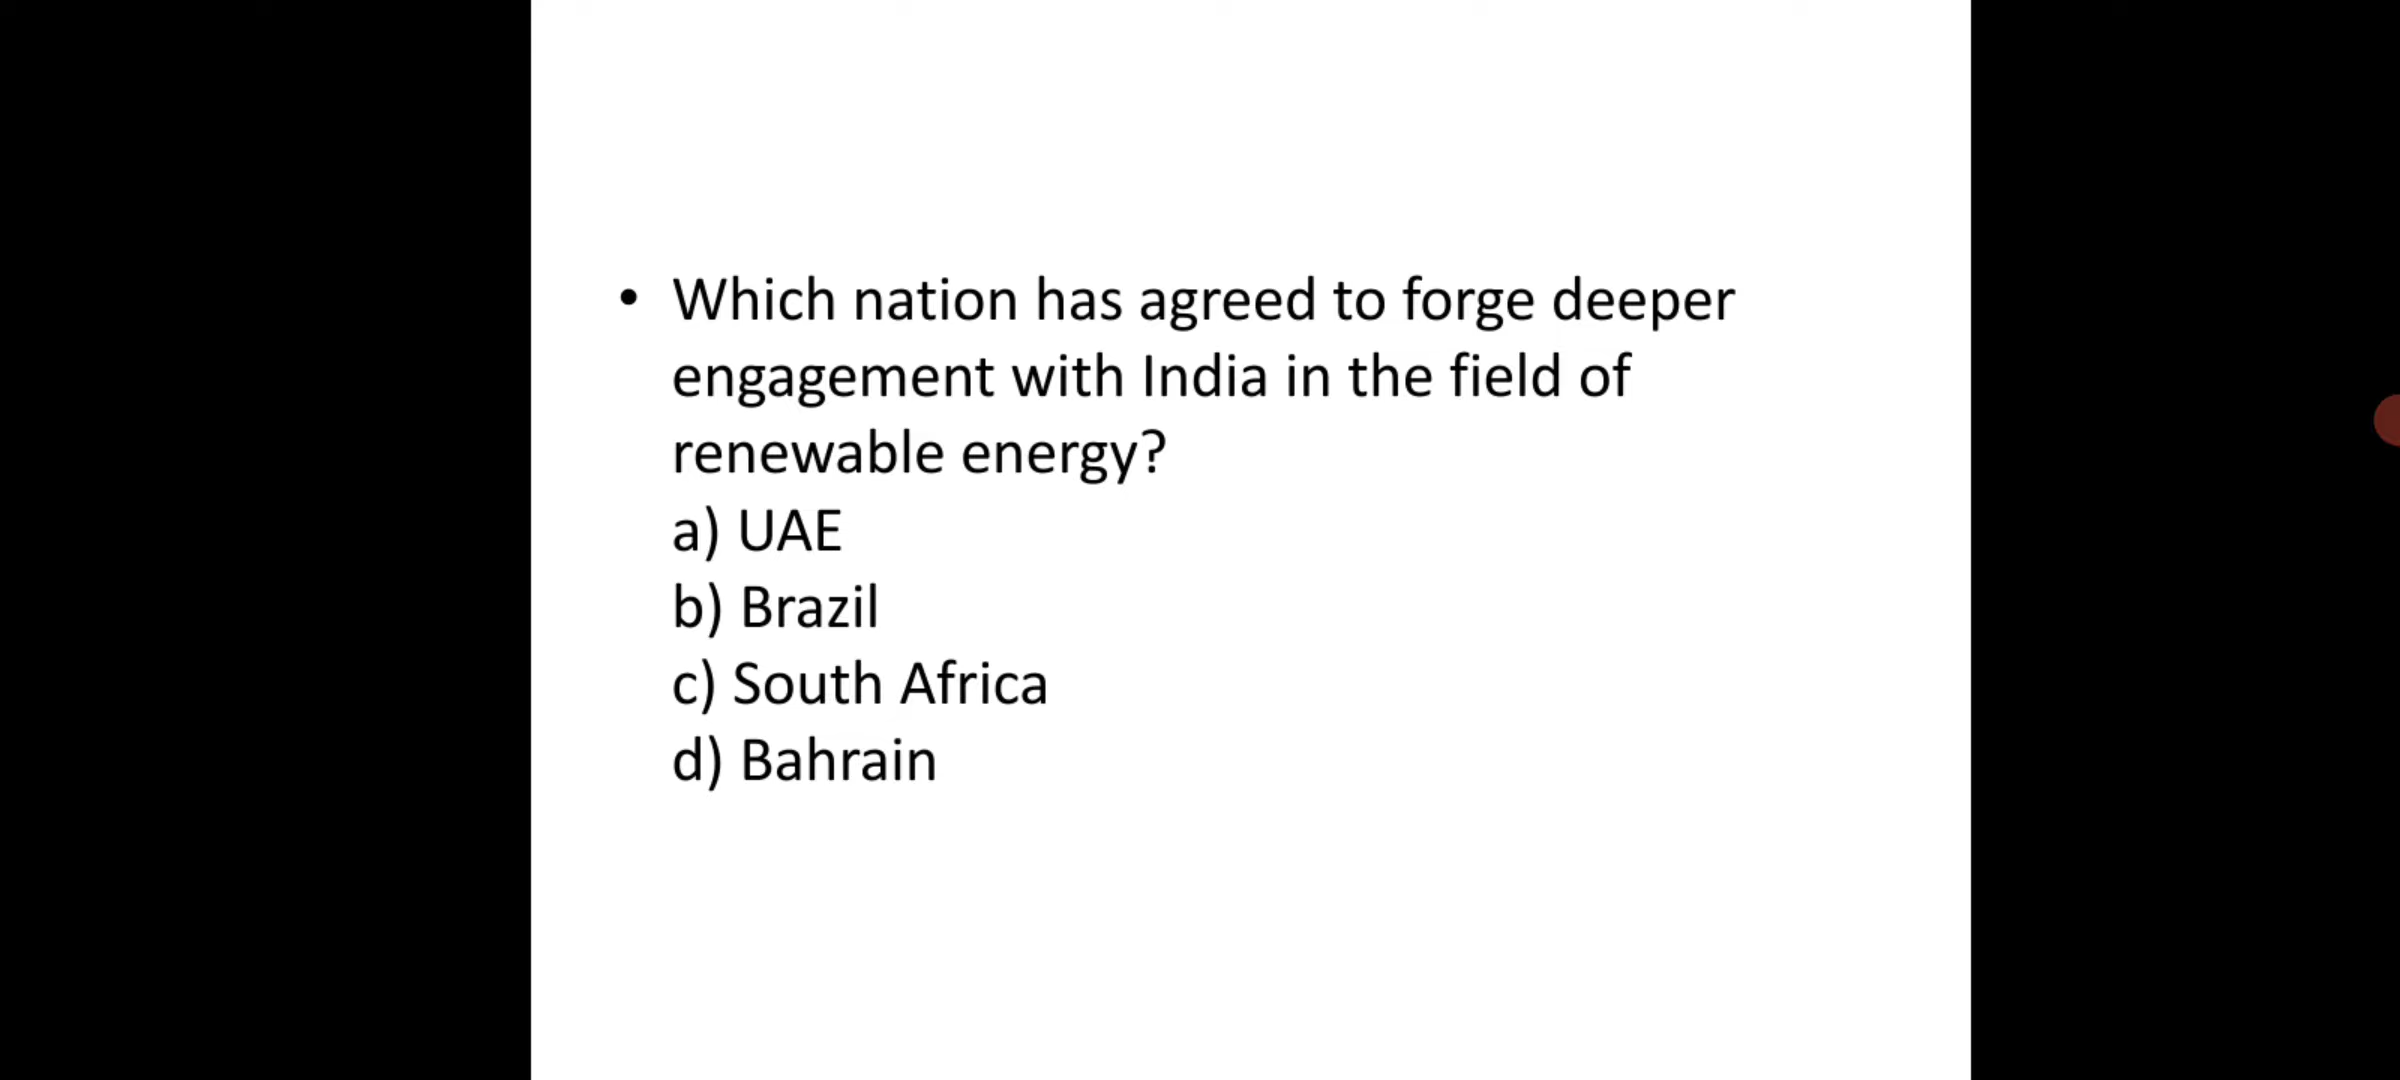 • Which nation has agreed to forge deeper
engagement with India in the field of
renewable energy?
a) UAE
b) Brazil
c) South Africa
d) Bahrain